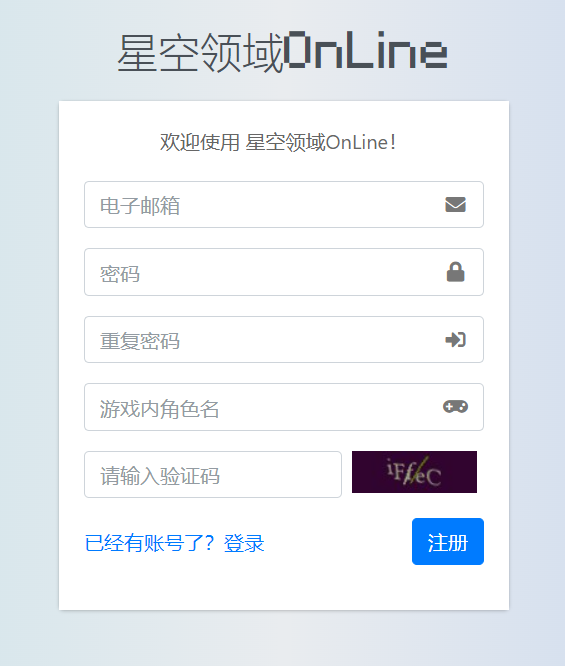 星空领域OnLine
欢迎使用 星空领域OnLine！
电子邮箱
密码
重复密码
游戏内角色名
请输入验证码 iFfeC
已经有账号了？登录 注册